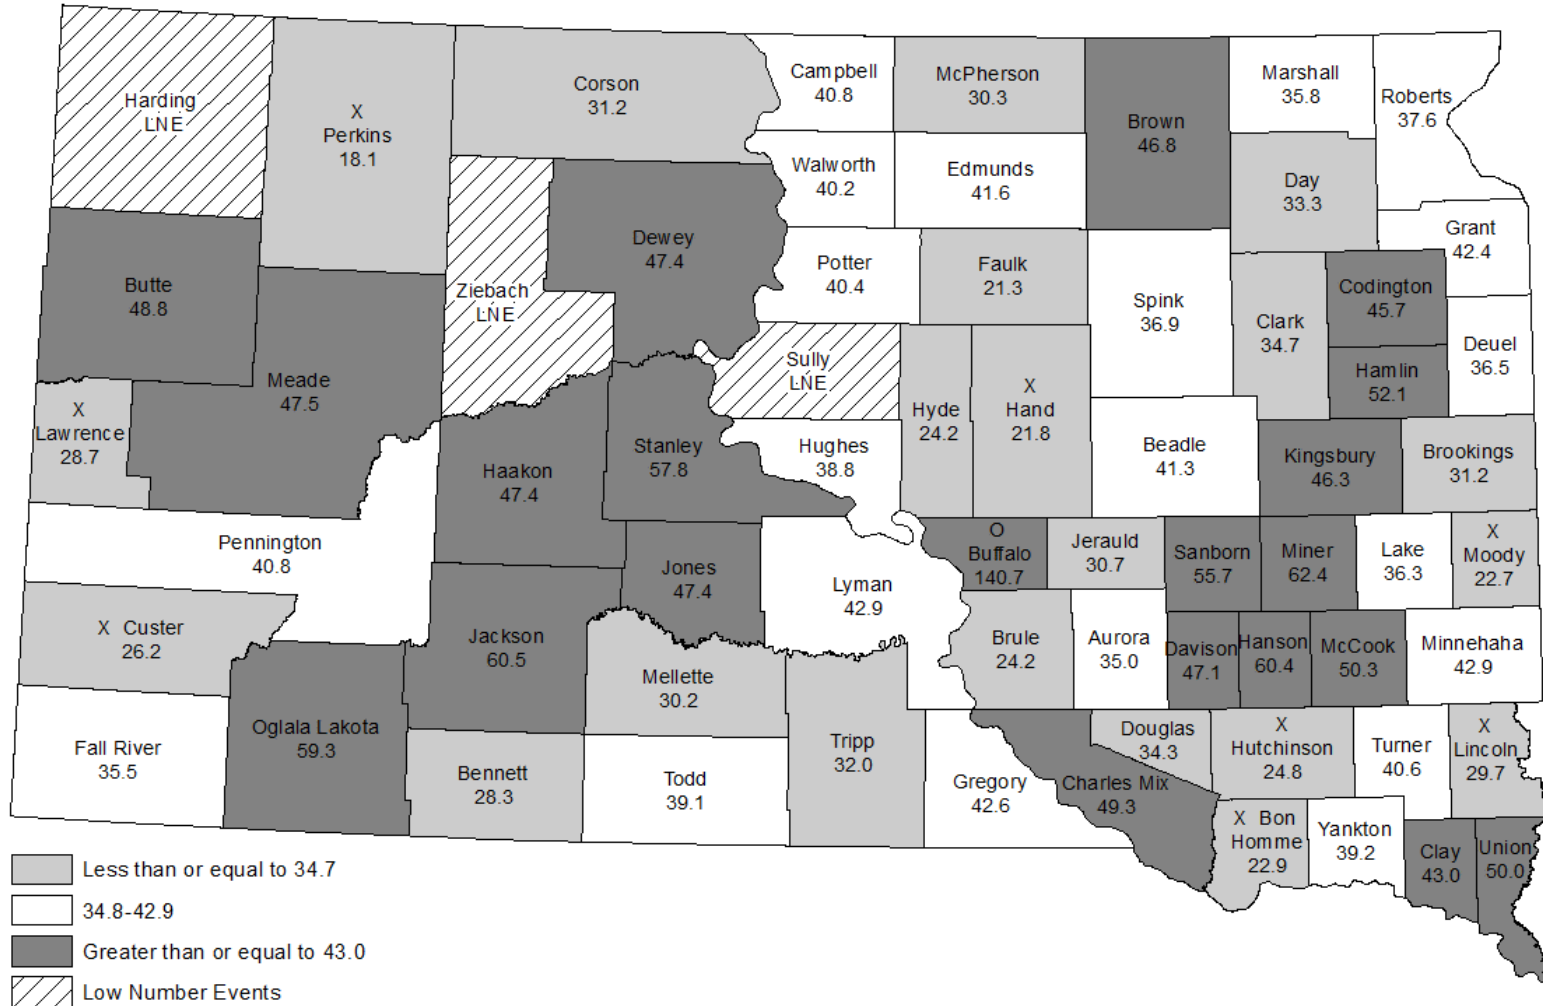 Harding
LNE
X
Perkins
18.1
Corson
31.2
Campbell
40.8
McPherson
30.3
Brown
46.8
Marshall
35.8
Roberts
37.6
Walworth
40.2
Edmunds
41.6
Day
33.3
Grant
42.4
Butte
48.8
Ziebach
LNE
Dewey
47.4
Potter
40.4
Faulk
21.3
Spink
36.9
Clark
34.7
Codington
45.7
Deuel
36.5
Hamlin
52.1
Meade
47.5
Sully
LNE
Hyde
24.2
X
Hand
21.8
X
Lawrence
28.7
Haakon
47.4
Stanley
57.8
Hughes
38.8
Beadle
41.3
Kingsbury
46.3
Brookings
31.2
Pennington
40.8
Jones
47.4
Lyman
42.9
O
Buffalo
140.7
Jerauld
30.7
Sanborn
55.7
Miner
62.4
Lake
36.3
X
Moody
22.7
X Custer
26.2
Jackson
60.5
Mellette
30.2
Brule
24.2
Aurora
35.0
Davison
47.1
Hanson
60.4
McCook
50.3
Minnehaha
42.9
Fall River
35.5
Oglala Lakota
59.3
Bennett
28.3
Todd
39.1
Tripp
32.0
Gregory
42.6
Charles Mix
49.3
Douglas
34.3
X
Hutchinson
24.8
Turner
40.6
X
Lincoln
29.7
X Bon
Homme
22.9
Yankton
39.2
Clay
43.0
Union
50.0
Less than or equal to 34.7
34.8-42.9
Greater than or equal to 43.0
Low Number Events